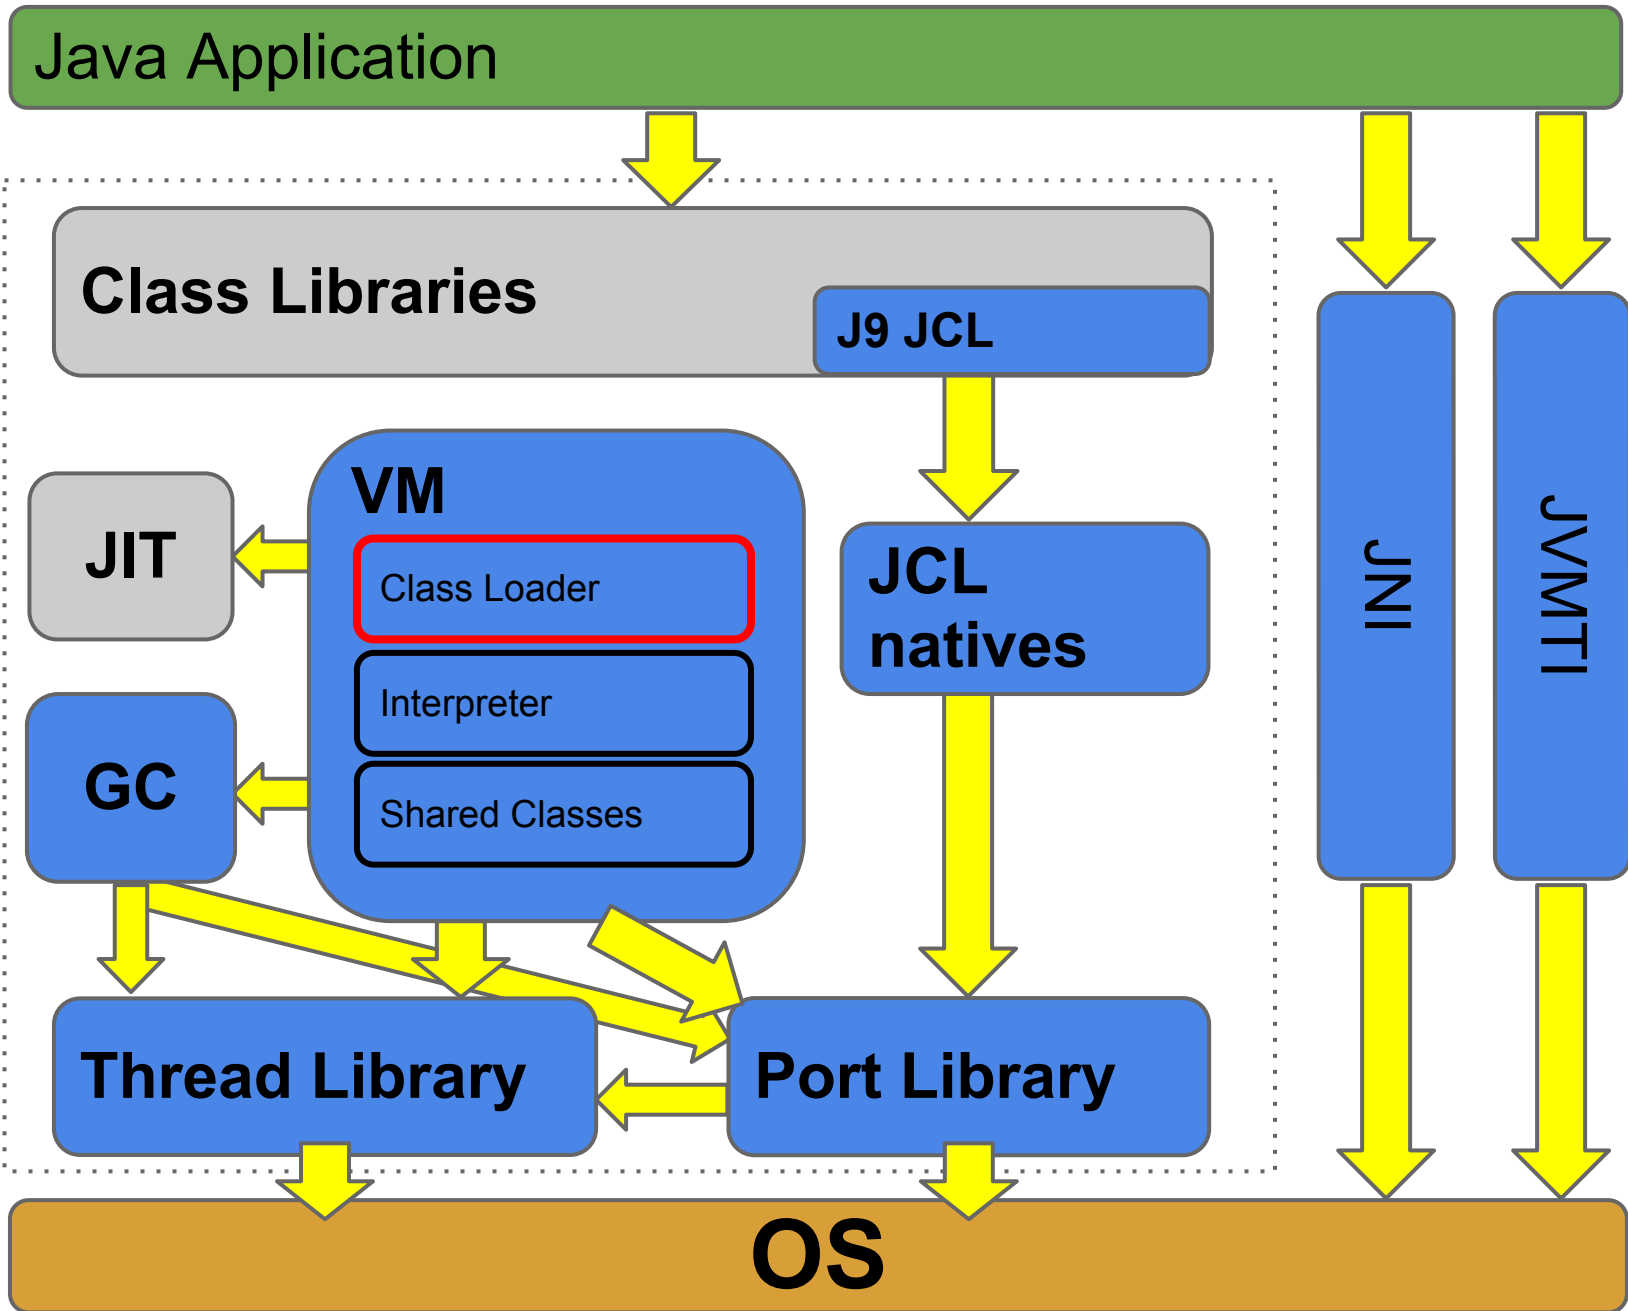 Java Application
Class Libraries
J9 JCL
VM
JIT
Class Loader
JCL
natives
JNI
JVMTI
Interpreter
GC
Shared Classes
Thread Library
Port Library
OS